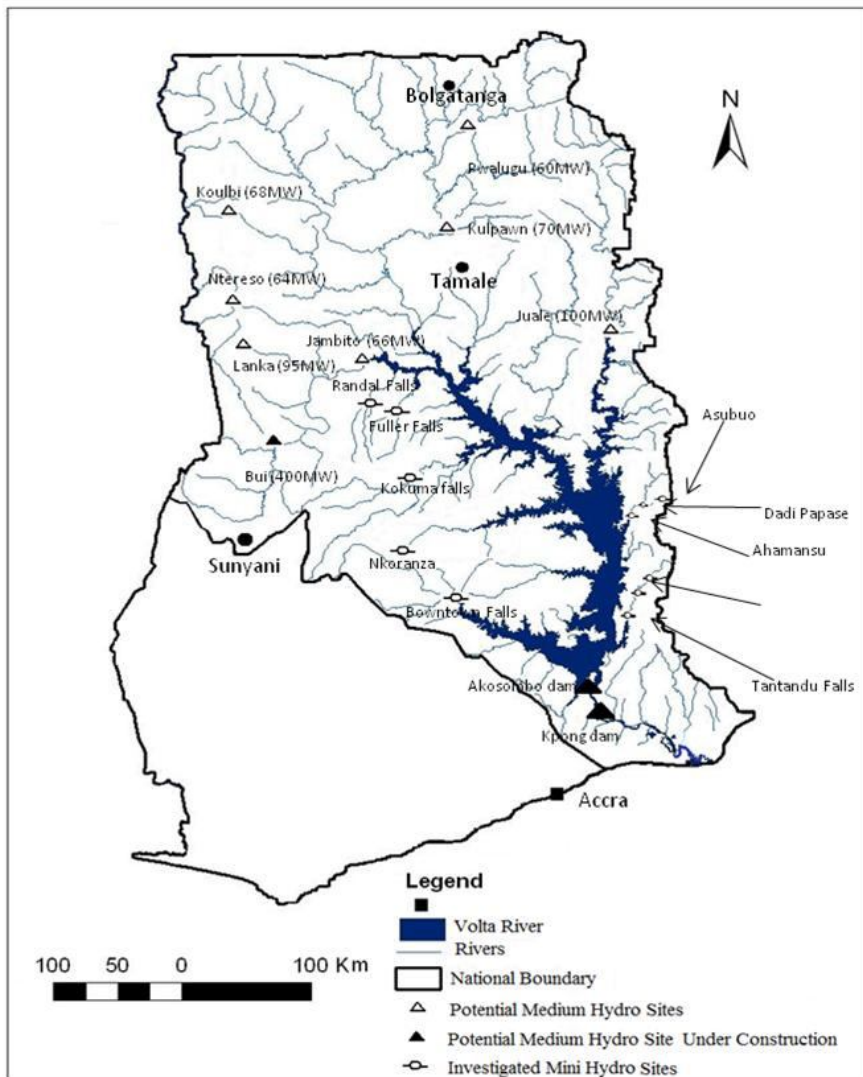 N
Bolgatanga
Pwalugu (60MW)
Koulbi (68MW)
Kulpawn (70MW)
Tamale
Ntereso (64MW)
Juale (100MW)
Jambito (66MW)
Lanka (95MW)
Randal Falls
Fuller Falls
Asubuo
Bui (400MW)
Kokuma falls
Dadi Papase
Ahamansu
Sunyani
Nkoranza
Bowntown Falls
Akosombo dam
Tantandu Falls
Kpong dam
Accra
Legend
Volta River
Rivers
100 50 0 100 Km
National Boundary
Potential Medium Hydro Sites
Potential Medium Hydro Site Under Construction
Investigated Mini Hydro Sites